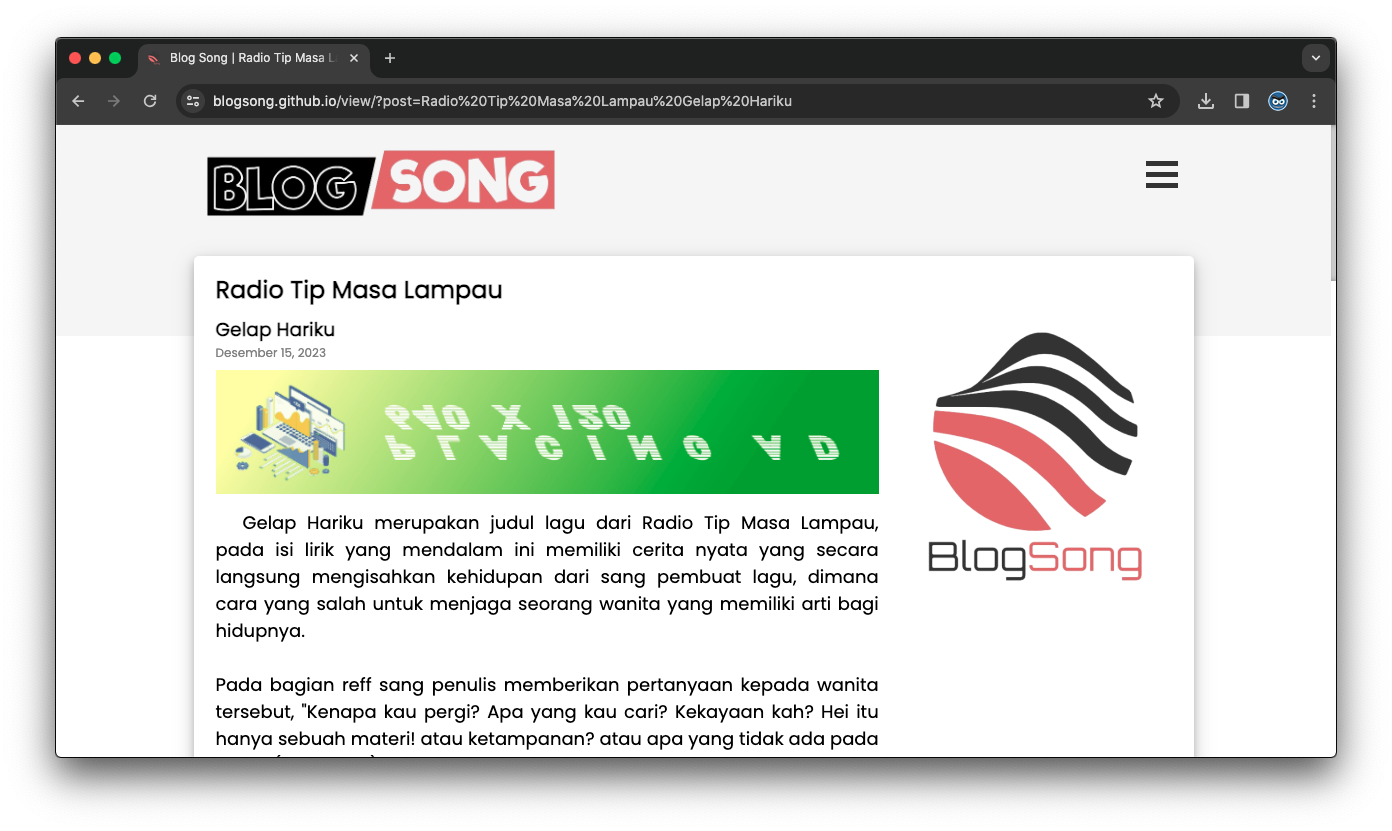 Blog Song | Radio Tip Masa L
blogsong.github.io/view/?post=Radio%20Tip%20Masa%20Lampau%20Gelap%20Hariku
BLOG SONG
Radio Tip Masa Lampau
Gelap Hariku
Desember 15, 2023
640 X 120
PLACING AD
Gelap Hariku merupakan judul lagu dari Radio Tip Masa Lampau,
pada isi lirik yang mendalam ini memiliki cerita nyata yang secara
langsung mengisahkan kehidupan dari sang pembuat lagu, dimana
cara yang salah untuk menjaga seorang wanita yang memiliki arti bagi
hidupnya.
Pada bagian reff sang penulis memberikan pertanyaan kepada wanita
tersebut, "Kenapa kau pergi? Apa yang kau cari? Kekayaan kah? Hei itu
hanya sebuah materi! atau ketampanan? atau apa yang tidak ada pada
BlogSong